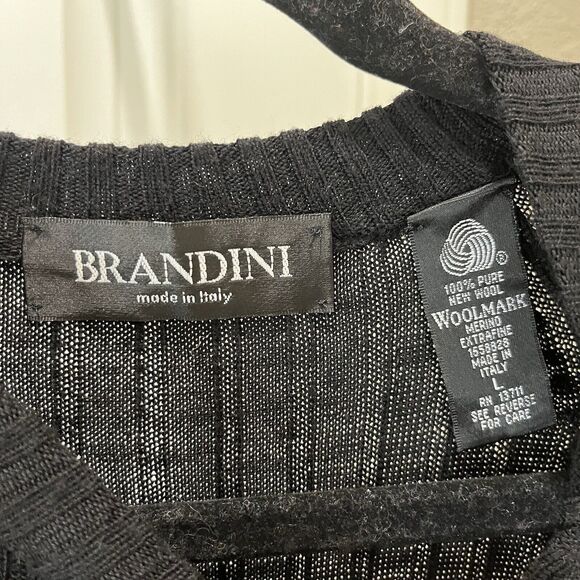 BRANDINI
made in Italy
®
100% PURE
NEW WOOL
WOOLMARK
MERINO
EXTRAFINE
1658828
MADE IN
ITALY
L
RN 13711
SEE REVERSE
FOR CARE